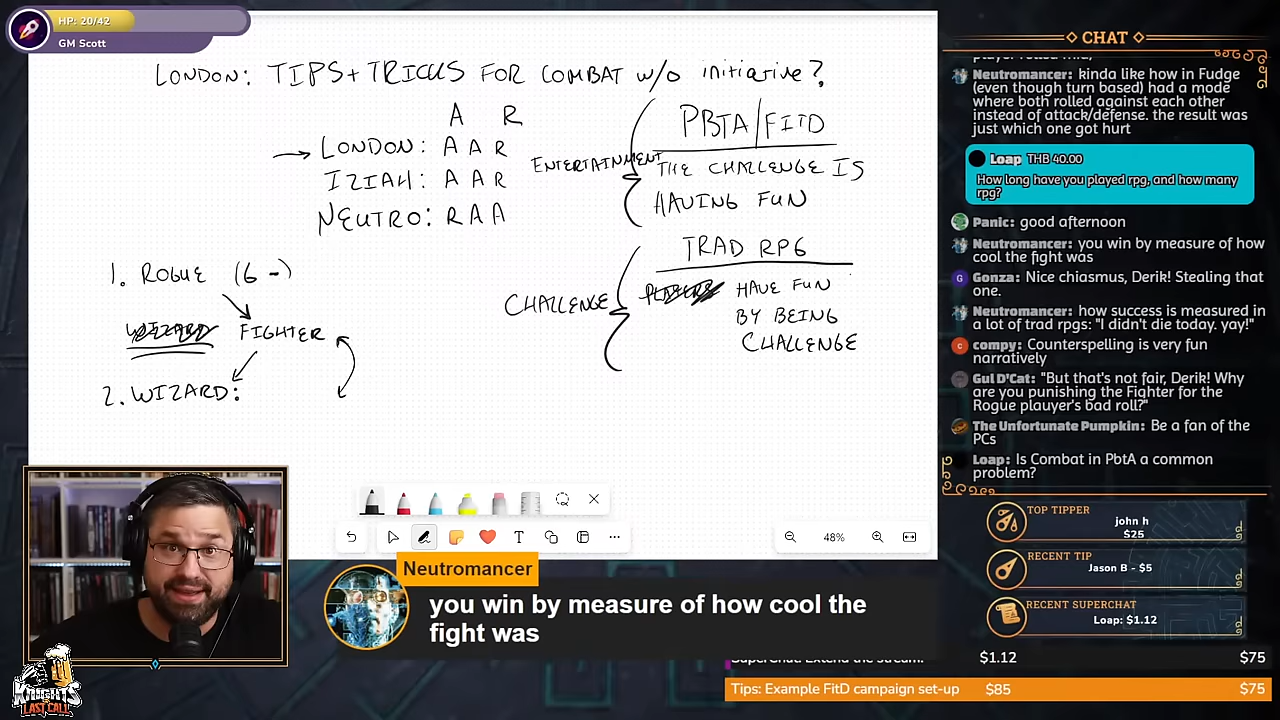 HP: 20/42
GM Scott
LONDON: TIPS + TRICKS FOR COMBAT w/o initiative?
A R
LONDON: A A R
IZIAH: A A R
NEUTRO: R A A
1. ROGUE (6 -)
WIZARD FIGHTER
2. WIZARD:
PBTA/FITD
ENTERTAINMENT
THE CHALLENGE IS
HAVING FUN
TRAD RPG
CHALLENGE
PLAYERS HAVE FUN
BY BEING
CHALLENGE
48%
Neutromancer
you win by measure of how cool the
fight was
KNIGHTS
LAST CALL
CHAT
Neutromancer: kinda like how in Fudge
(even though turn based) had a mode
where both rolled against each other
instead of attack/defense. the result was
just which one got hurt
Loap THB 40.00
How long have you played rpg, and how many
rpg?
Panic: good afternoon
Neutromancer: you win by measure of how
cool the fight was
Gonza: Nice chiasmus, Derik! Stealing that
one.
Neutromancer: how success is measured in
a lot of trad rpgs: "I didn't die today. yay!"
compy: Counterspelling is very fun
narratively
Gul D'Cat: "But that's not fair, Derik! Why
are you punishing the Fighter for the
Rogue plauyer's bad roll?"
The Unfortunate Pumpkin: Be a fan of the
PCs
Loap: Is Combat in PbtA a common
problem?
TOP TIPPER
john h
$25
RECENT TIP
Jason B - $5
RECENT SUPERCHAT
Loap: $1.12
SuperChat: Extend the stream! $1.12 $75
Tips: Example FitD campaign set-up $85 $75